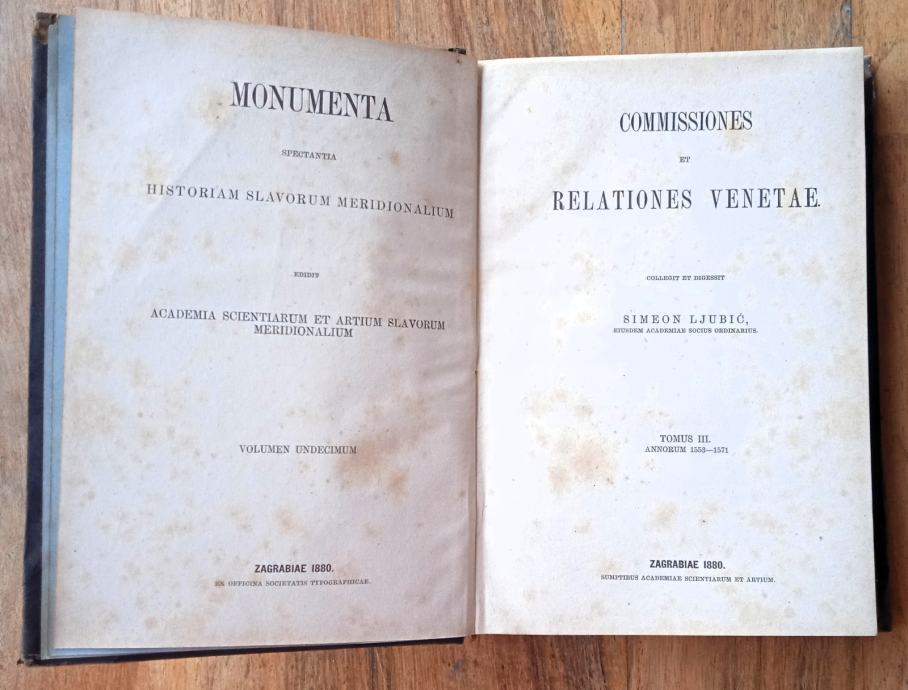 MONUMENTA
SPECTANTIA
HISTORIAM SLAVORUM MERIDIONALIUM
EDIDIT
ACADEMIA SCIENTIARUM ET ARTIUM SLAVORUM
MERIDIONALIUM
VOLUMEN UNDECIMUM
ZAGRABIAE 1880.
EX OFFICINA SOCIETATIS TYPOGRAPHICAE.
COMMISSIONES
ET
RELATIONES VENETAE.
COLLEGIT ET DIGESSIT
SIMEON LJUBIĆ,
EIUSDEM ACADEMIAE SOCIUS ORDINARIUS.
TOMUS III.
ANNORUM 1553—1571
ZAGRABIAE 1880.
SUMPTIBUS ACADEMIAE SCIENTIARUM ET ARTIUM.